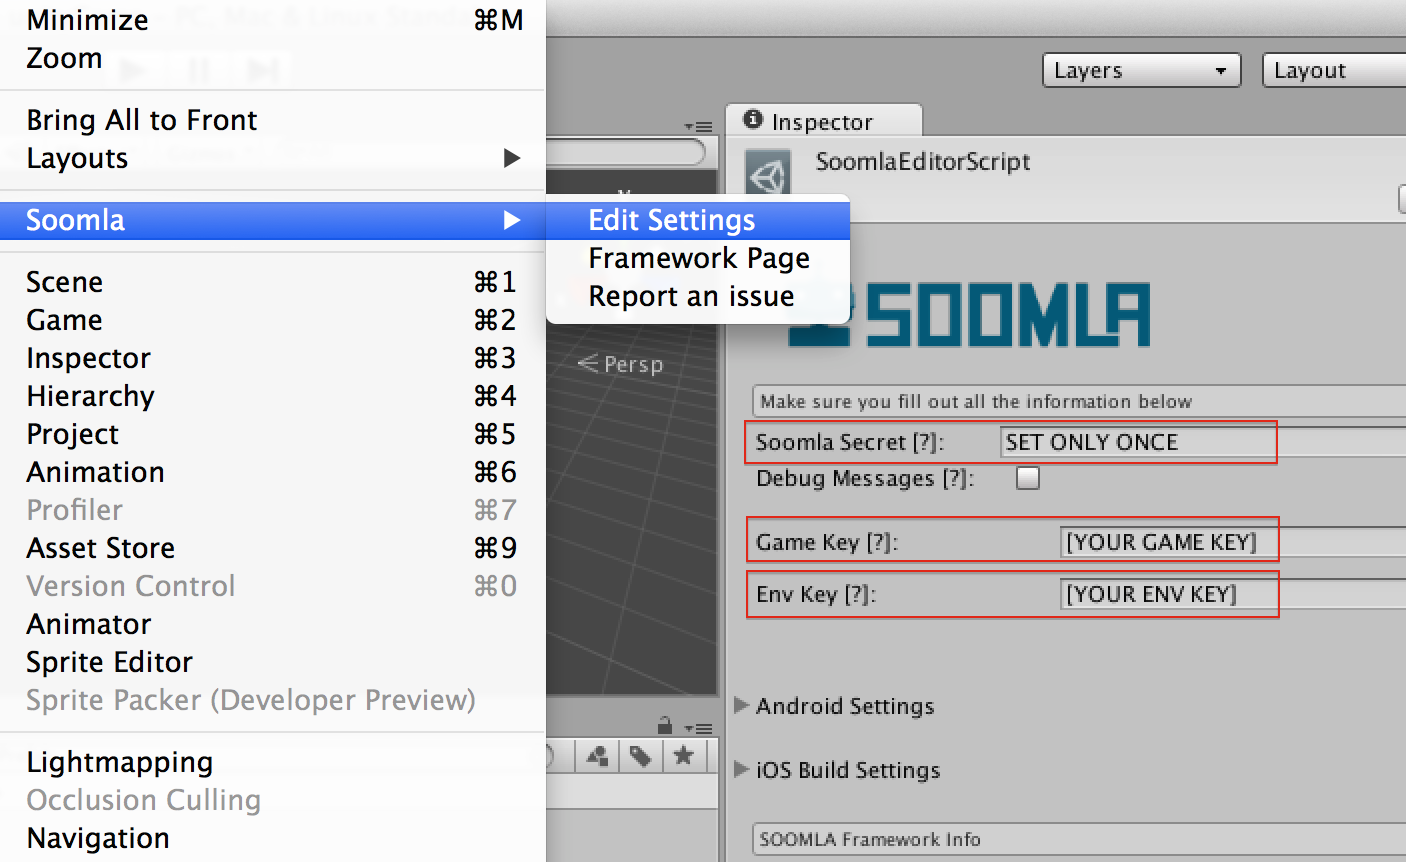 Minimize ⌘M
Zoom
Bring All to Front
Layouts
Soomla
Scene ⌘1
Game ⌘2
Inspector ⌘3
Hierarchy ⌘4
Project ⌘5
Animation ⌘6
Profiler ⌘7
Asset Store ⌘9
Version Control ⌘0
Animator
Sprite Editor
Sprite Packer (Developer Preview)
Lightmapping
Occlusion Culling
Navigation
Edit Settings
Framework Page
Report an issue
Persp
Layers
Layout
Inspector
SoomlaEditorScript
SOOMLA
Make sure you fill out all the information below
Soomla Secret [?]: SET ONLY ONCE
Debug Messages [?]:
Game Key [?]: [YOUR GAME KEY]
Env Key [?]: [YOUR ENV KEY]
Android Settings
iOS Build Settings
SOOMLA Framework Info